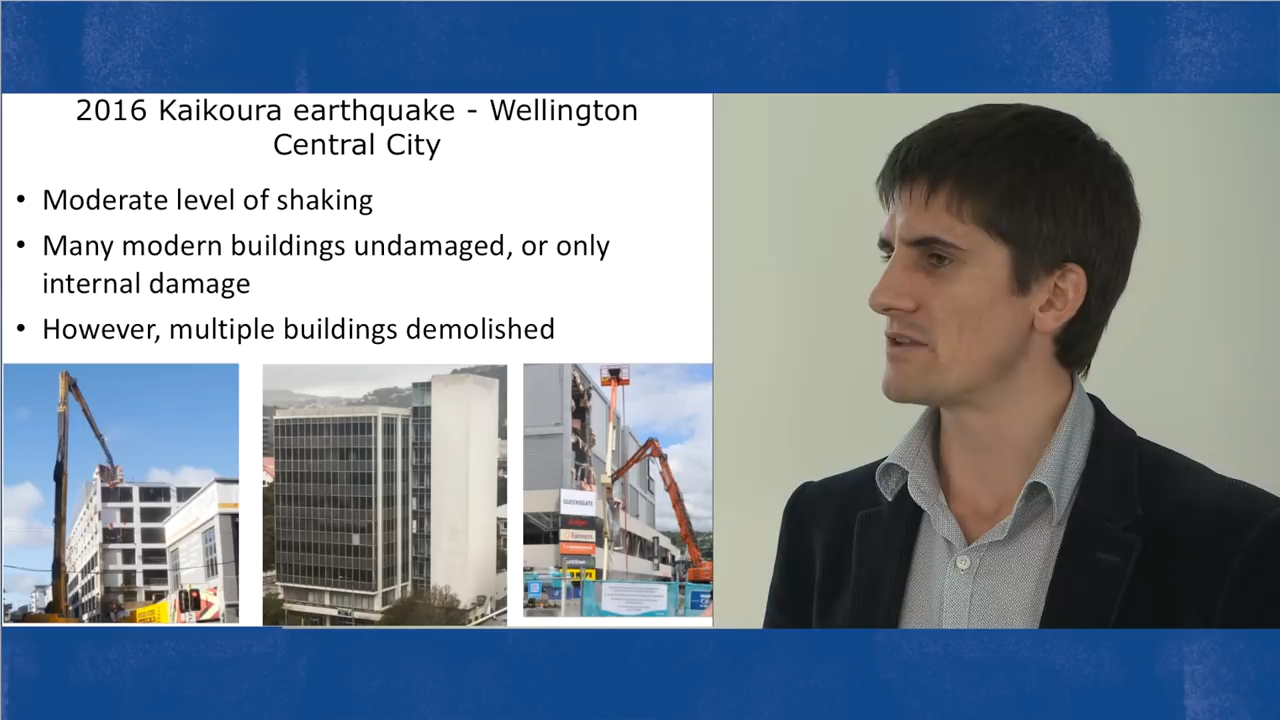 2016 Kaikoura earthquake - Wellington
Central City
• Moderate level of shaking
• Many modern buildings undamaged, or only
internal damage
• However, multiple buildings demolished
QUEENSGATE
Farmers